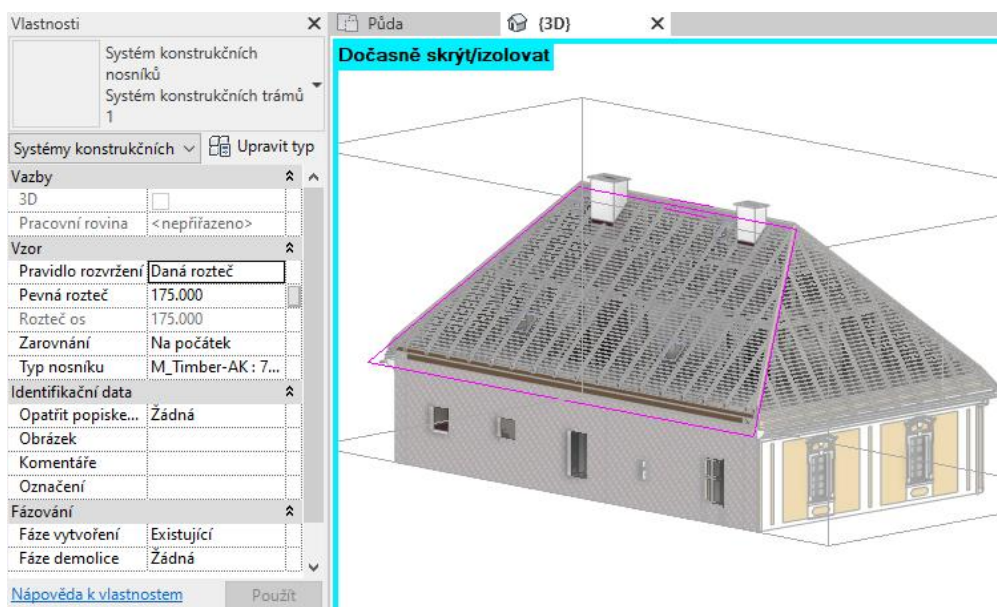 Vlastnosti
Systém konstrukčních
nosníků
Systém konstrukčních trámů
1
Systémy konstrukčních
Upravit typ
Vazby
3D
Pracovní rovina <nepřiřazeno>
Vzor
Pravidlo rozvržení Daná rozteč
Pevná rozteč 175.000
Rozteč os 175.000
Zarovnání Na počátek
Typ nosníku M_Timber-AK : 7...
Identifikační data
Opatřit popiske... Žádná
Obrázek
Komentáře
Označení
Fázování
Fáze vytvoření Existující
Fáze demolice Žádná
Nápověda k vlastnostem
Použít
Půda
{3D}
Dočasně skrýt/izolovat